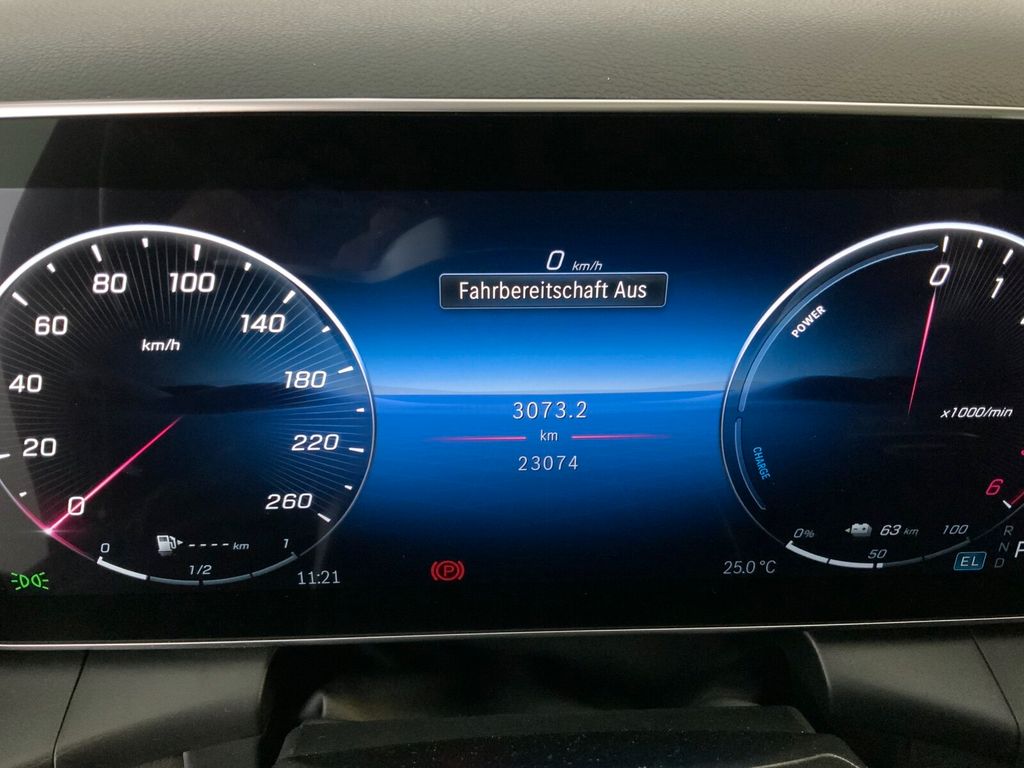 0 km/h
Fahrbereitschaft Aus
3073.2
km
23074
100
80
60
40
20
0
140
180
220
260
km/h
0
1/2
1
---- km
11:21
P
25.0 °C
0
1
6
POWER
CHARGE
x1000/min
0%
63 km
50
100
EL
R
N
D